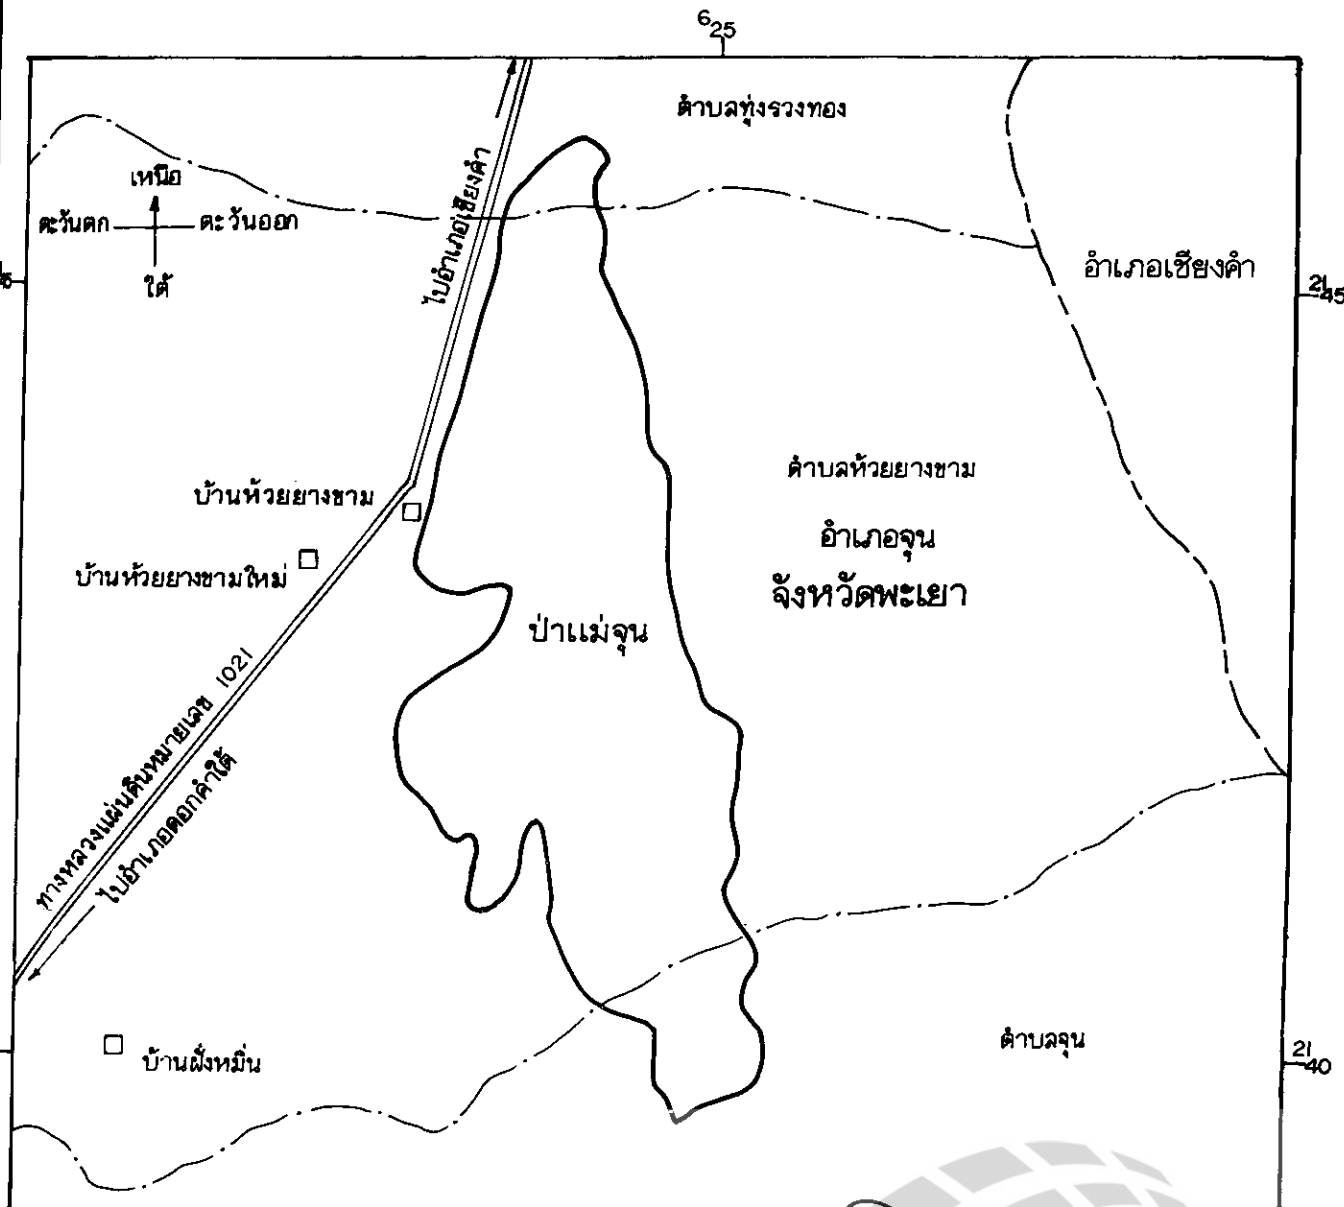 625
ตำบลทุ่งรวงทอง
เหนือ
ตะวันตก
ตะวันออก
ใต้
ไปอำเภอเชียงคำ
อำเภอเชียงคำ
2145
ตำบลห้วยยางขาม
บ้านห้วยยางขาม
อำเภอจุน
บ้านห้วยยางขามใหม่
จังหวัดพะเยา
ป่าแม่จุน
ทางหลวงแผ่นดินหมายเลข 1021
ไปอำเภอดอกคำใต้
ตำบลจุน
บ้านฝั่งหมิ่น
2140